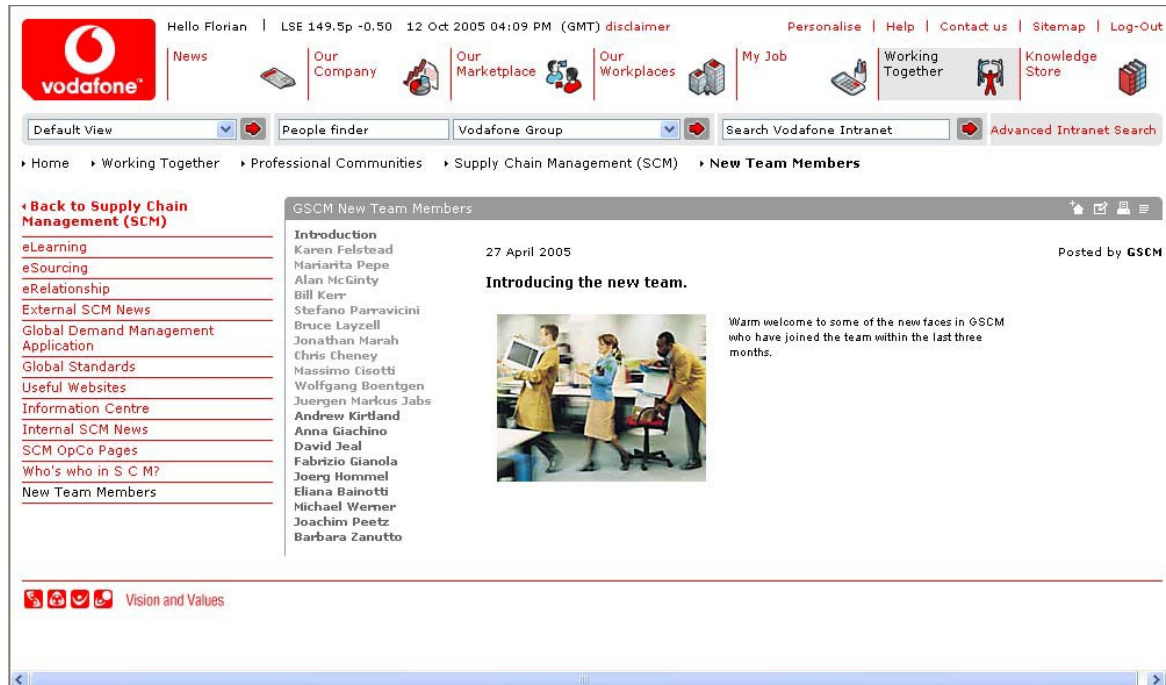 Hello Florian | LSE 149.5p -0.50 12 Oct 2005 04:09 PM (GMT) disclaimer
Personalise | Help | Contact us | Sitemap | Log-Out
vodafone™
News
Our
Company
Our
Marketplace
Our
Workplaces
My Job
Working
Together
Knowledge
Store
Default View
People finder
Vodafone Group
Search Vodafone Intranet
Advanced Intranet Search
Home
Working Together
Professional Communities
Supply Chain Management (SCM)
New Team Members
Back to Supply Chain
Management (SCM)
eLearning
eSourcing
eRelationship
External SCM News
Global Demand Management
Application
Global Standards
Useful Websites
Information Centre
Internal SCM News
SCM OpCo Pages
Who's who in S C M?
New Team Members
GSCM New Team Members
Introduction
Karen Felstead
Mariarita Pepe
Alan McGinty
Bill Kerr
Stefano Parravicini
Bruce Layzell
Jonathan Marah
Chris Cheney
Massimo Cisotti
Wolfgang Boentgen
Juergen Markus Jabs
Andrew Kirtland
Anna Giachino
David Jeal
Fabrizio Gianola
Joerg Hommel
Eliana Bainotti
Michael Werner
Joachim Peetz
Barbara Zanutto
27 April 2005
Posted by GSCM
Introducing the new team.
Warm welcome to some of the new faces in GSCM
who have joined the team within the last three
months.
Vision and Values